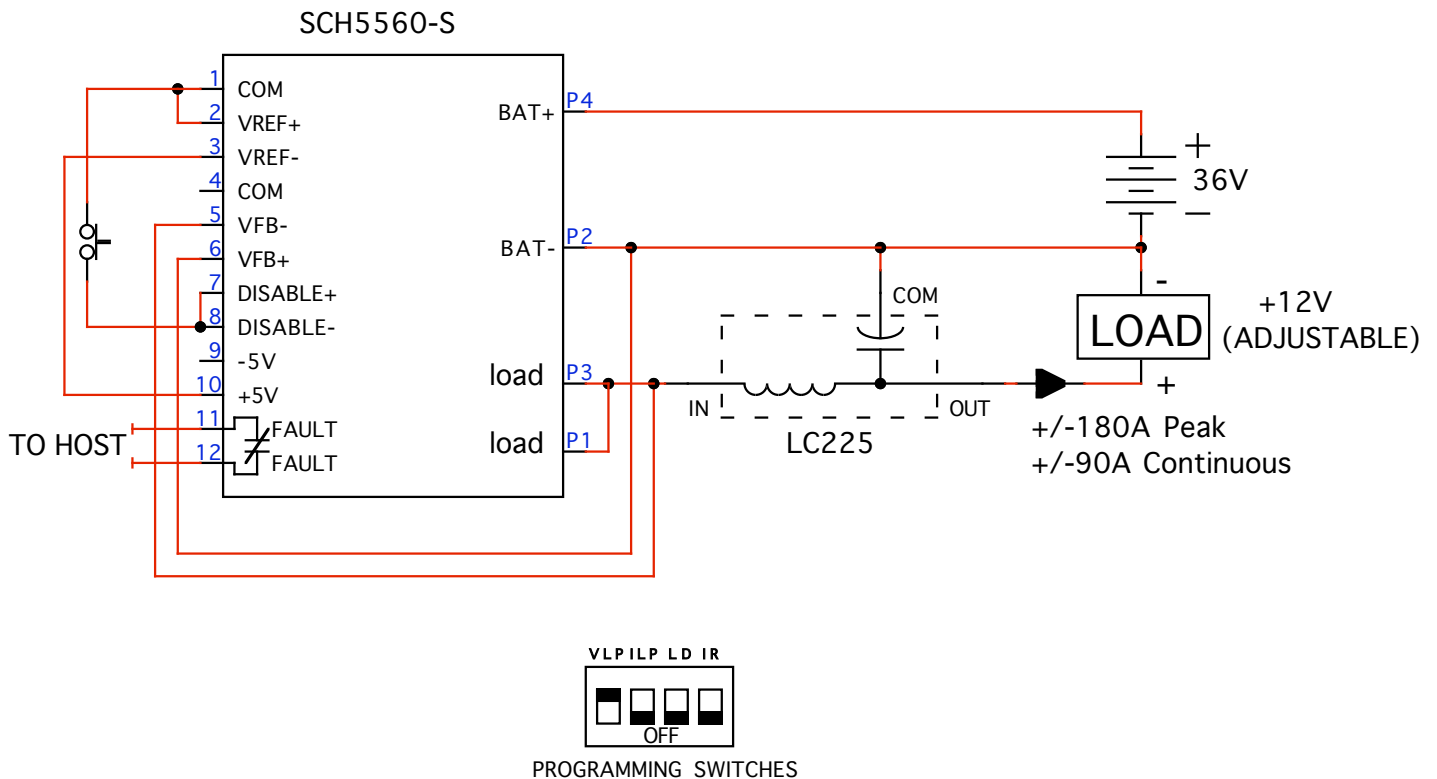 SCH5560-S
1 COM
2 VREF+
3 VREF-
4 COM
5 VFB-
6 VFB+
7 DISABLE+
8 DISABLE-
9 -5V
10 +5V
11 FAULT
12 FAULT
TO HOST
BAT+ P4
BAT- P2
load P3
load P1
+
36V
-
LOAD
+12V
(ADJUSTABLE)
+
COM
IN
OUT
LC225
+/-180A Peak
+/-90A Continuous
VLP ILP LD IR
OFF
PROGRAMMING SWITCHES